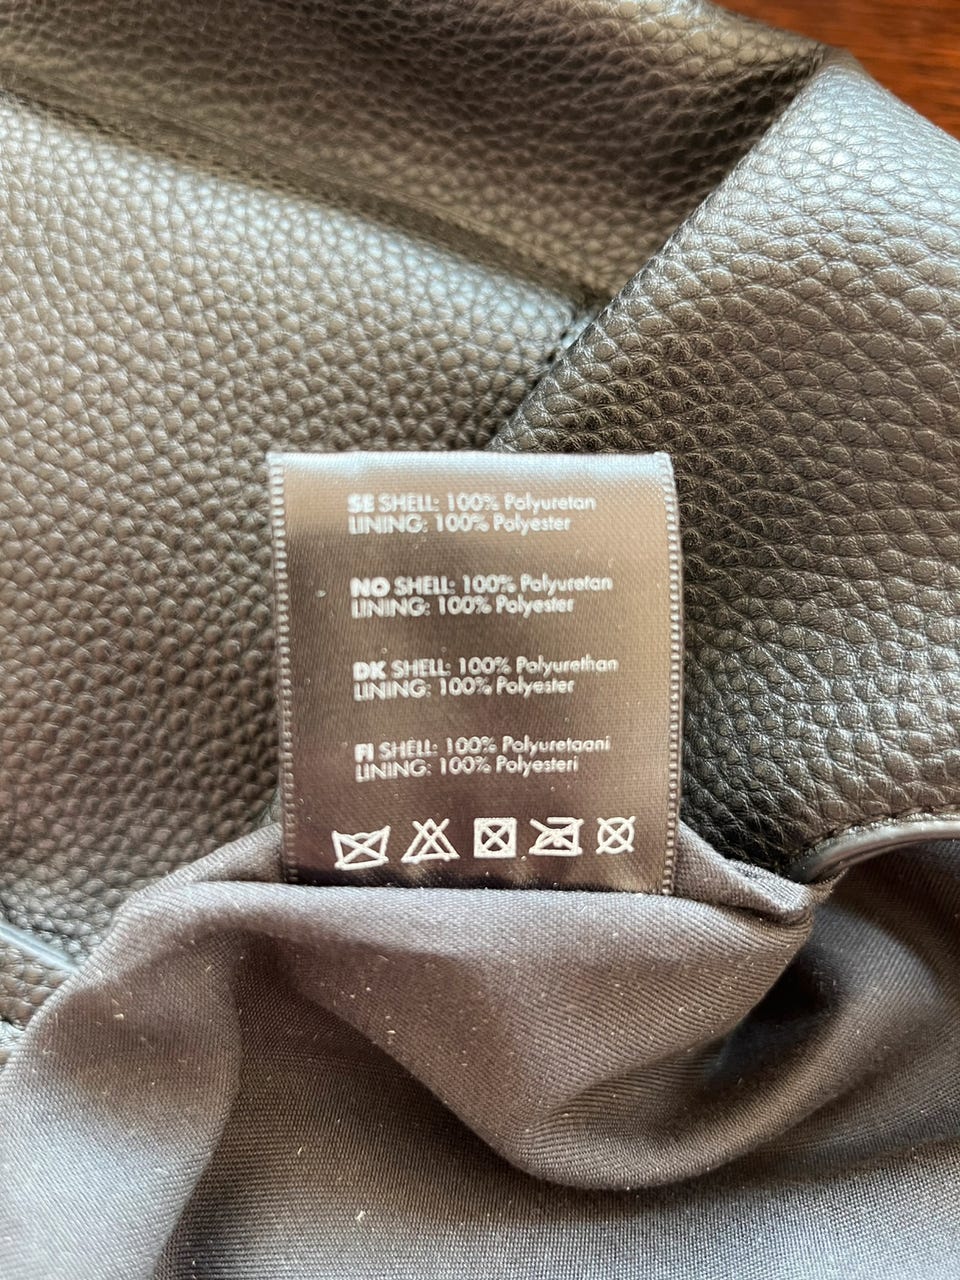 SE SHELL: 100% Polyuretan
LINING: 100% Polyester
NO SHELL: 100% Polyuretan
LINING: 100% Polyester
DK SHELL: 100% Polyurethan
LINING: 100% Polyester
FI SHELL: 100% Polyuretaani
LINING: 100% Polyesteri